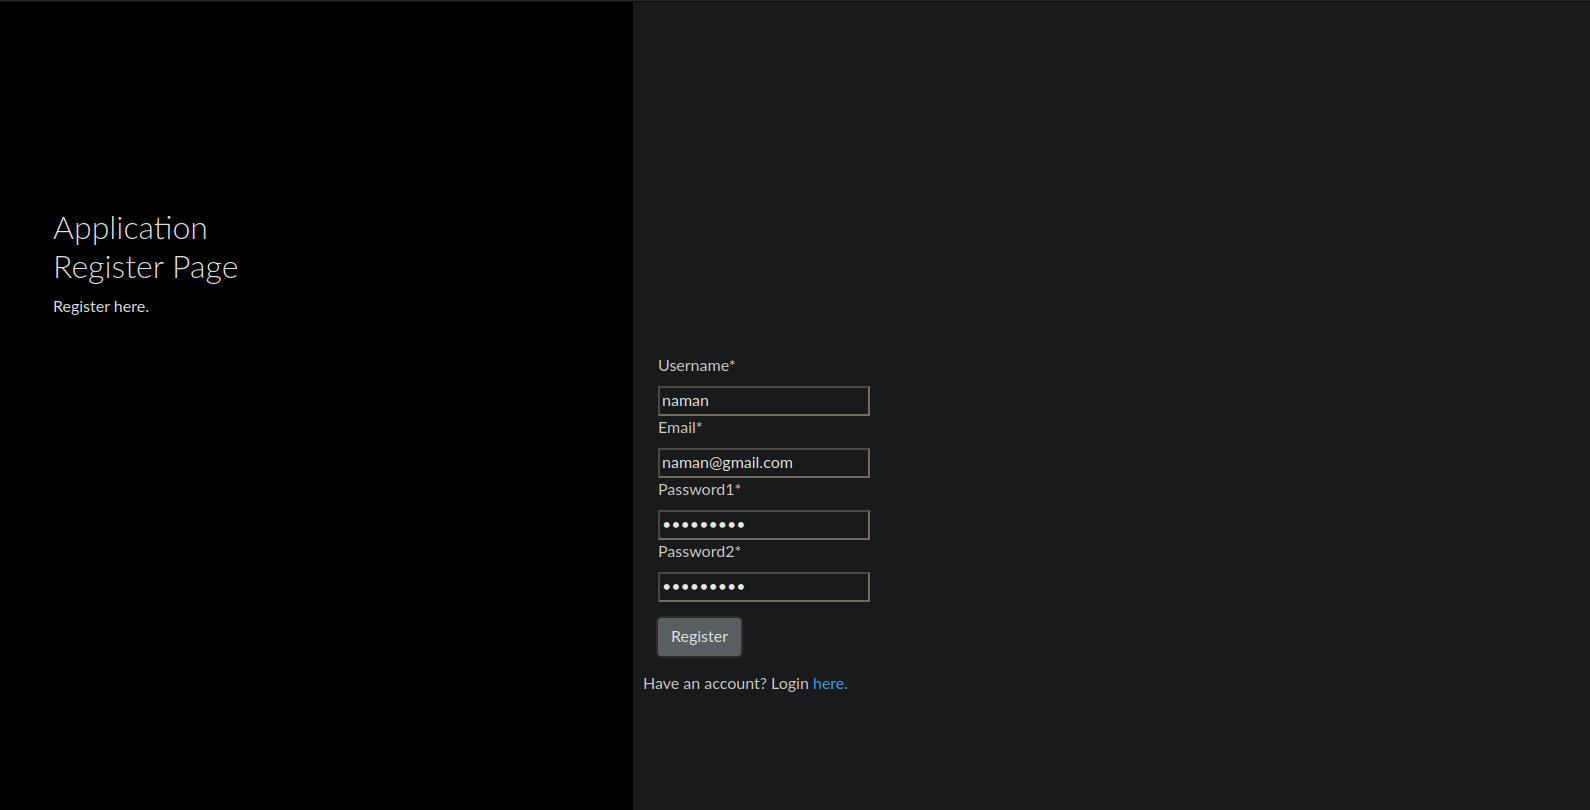 Application
Register Page
Register here.
Username*
naman
Email*
naman@gmail.com
Password1*
•••••••••
Password2*
•••••••••
Register
Have an account? Login here.